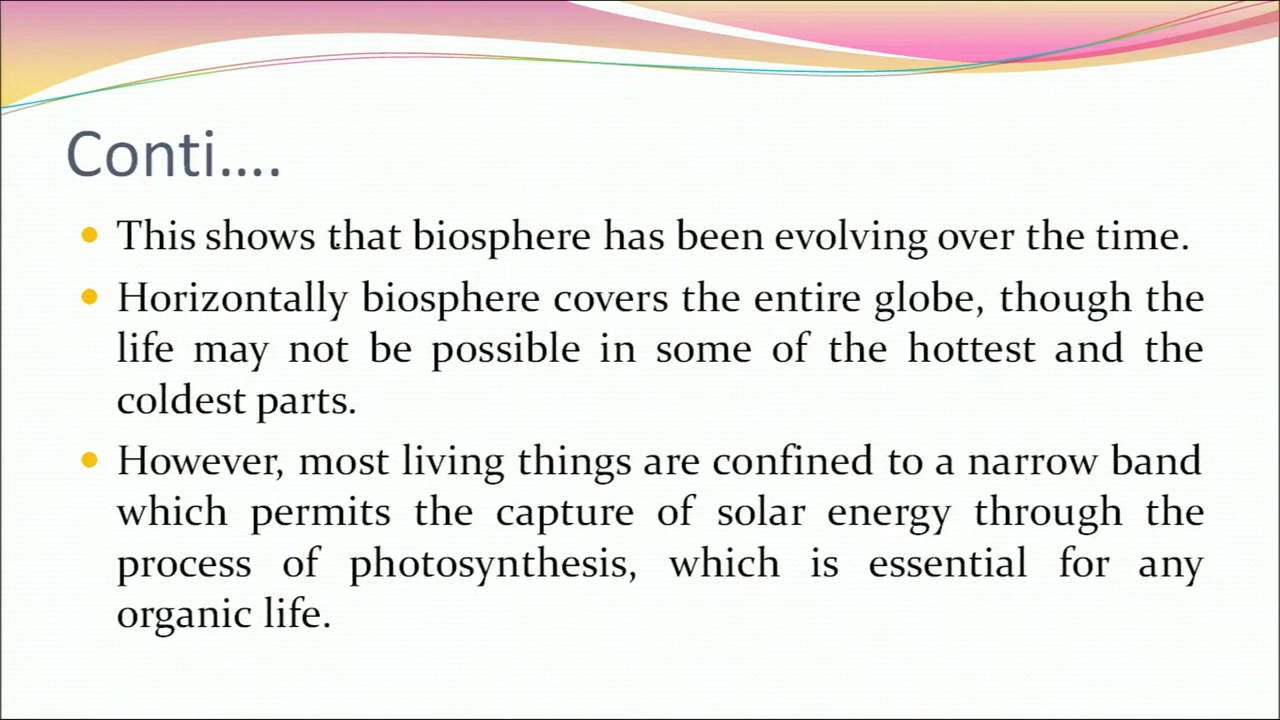 Conti....
• This shows that biosphere has been evolving over the time.
• Horizontally biosphere covers the entire globe, though the
life may not be possible in some of the hottest and the
coldest parts.
• However, most living things are confined to a narrow band
which permits the capture of solar energy through the
process of photosynthesis, which is essential for any
organic life.